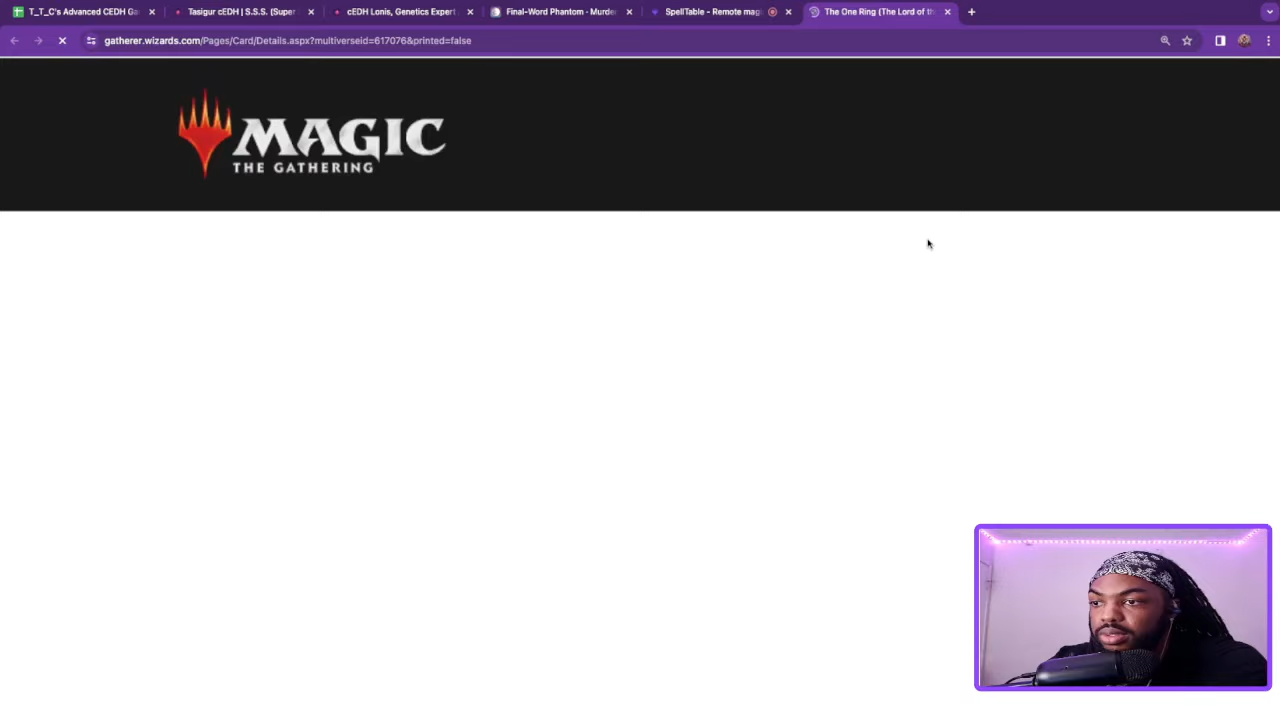 T_T_C's Advanced CEDH Ga
Tasigur cEDH | S.S.S. (Super
cEDH Lonis, Genetics Expert
Final-Word Phantom · Murder
SpellTable - Remote magi
The One Ring (The Lord of th
gatherer.wizards.com/Pages/Card/Details.aspx?multiverseid=617076&printed=false
MAGIC
THE GATHERING